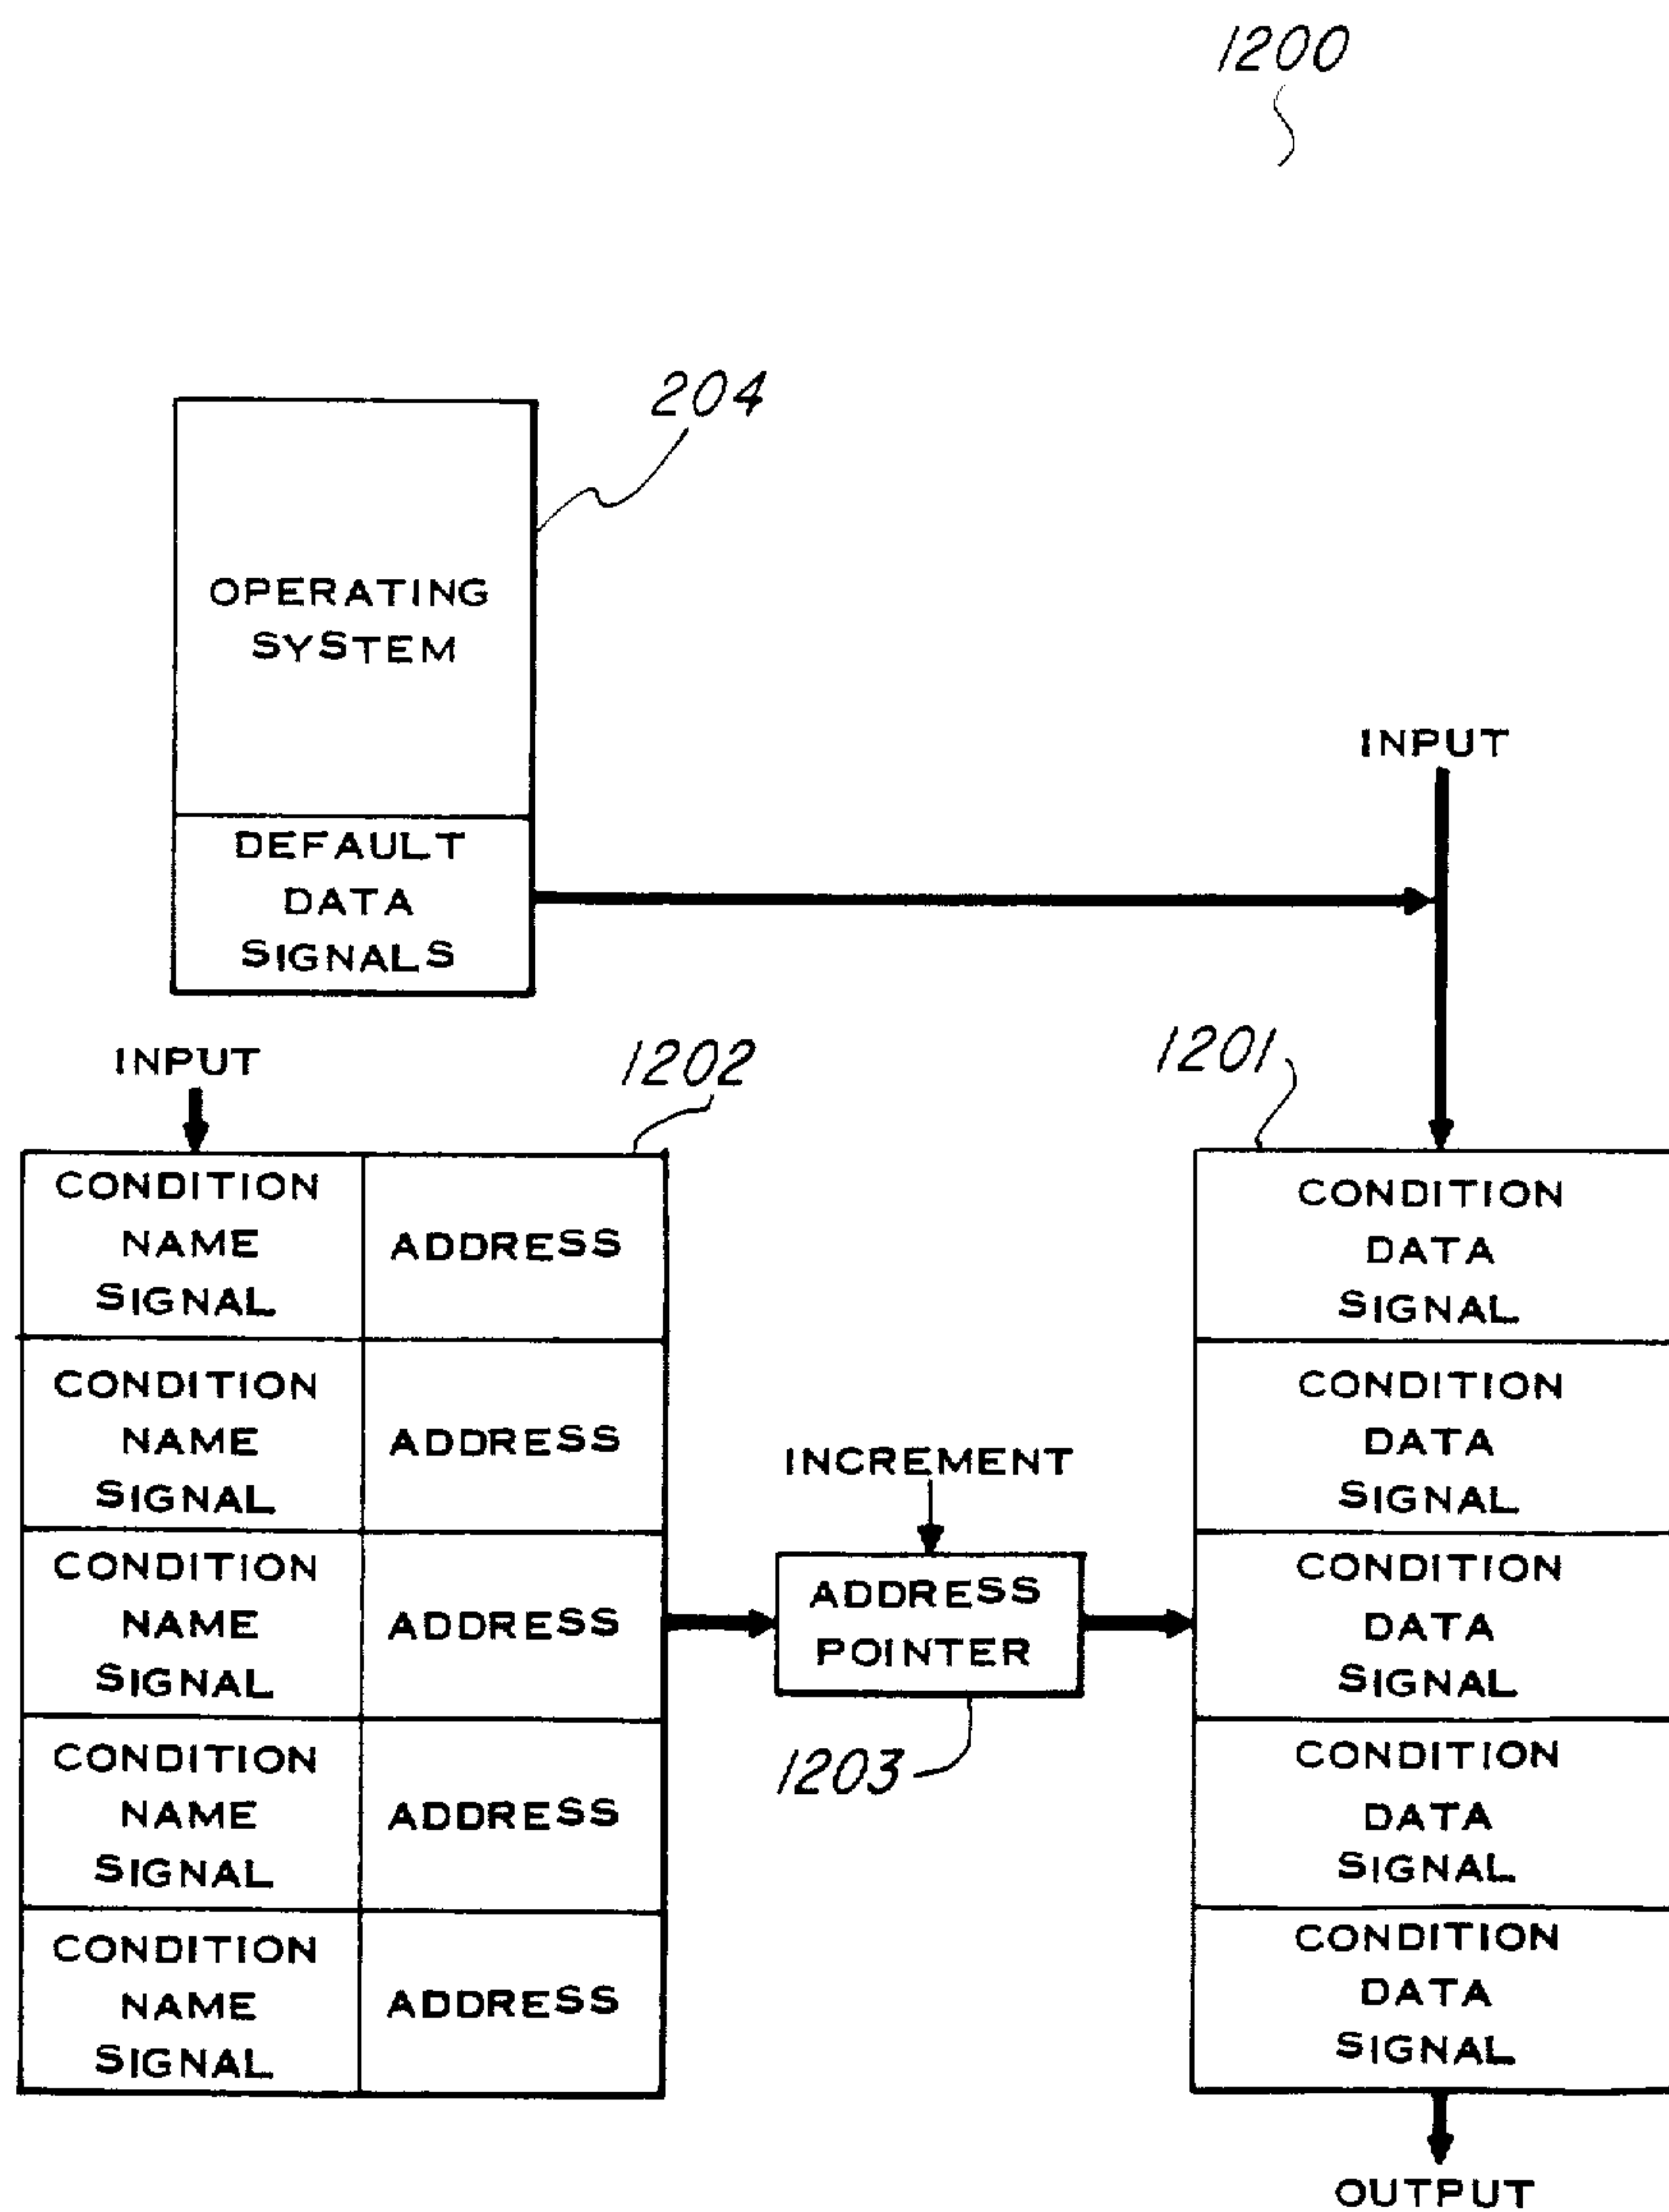 1200
204
OPERATING
SYSTEM
INPUT
DEFAULT
DATA
SIGNALS
INPUT
1202
1201
CONDITION
NAME
SIGNAL
ADDRESS
CONDITION
DATA
SIGNAL
CONDITION
NAME
SIGNAL
ADDRESS
INCREMENT
CONDITION
DATA
SIGNAL
CONDITION
NAME
SIGNAL
ADDRESS
ADDRESS
POINTER
CONDITION
DATA
SIGNAL
1203
CONDITION
NAME
SIGNAL
ADDRESS
CONDITION
DATA
SIGNAL
CONDITION
NAME
SIGNAL
ADDRESS
CONDITION
DATA
SIGNAL
OUTPUT